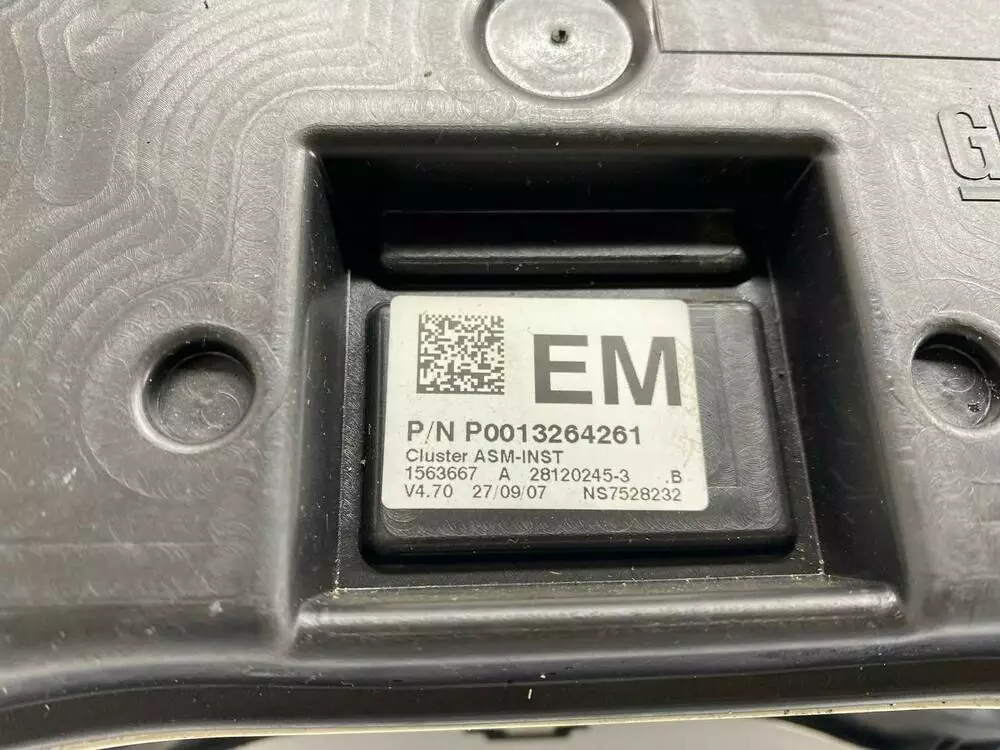 EM
P/N P0013264261
Cluster ASM-INST
1563667 A 28120245-3 .B
V4.70 27/09/07 NS7528232